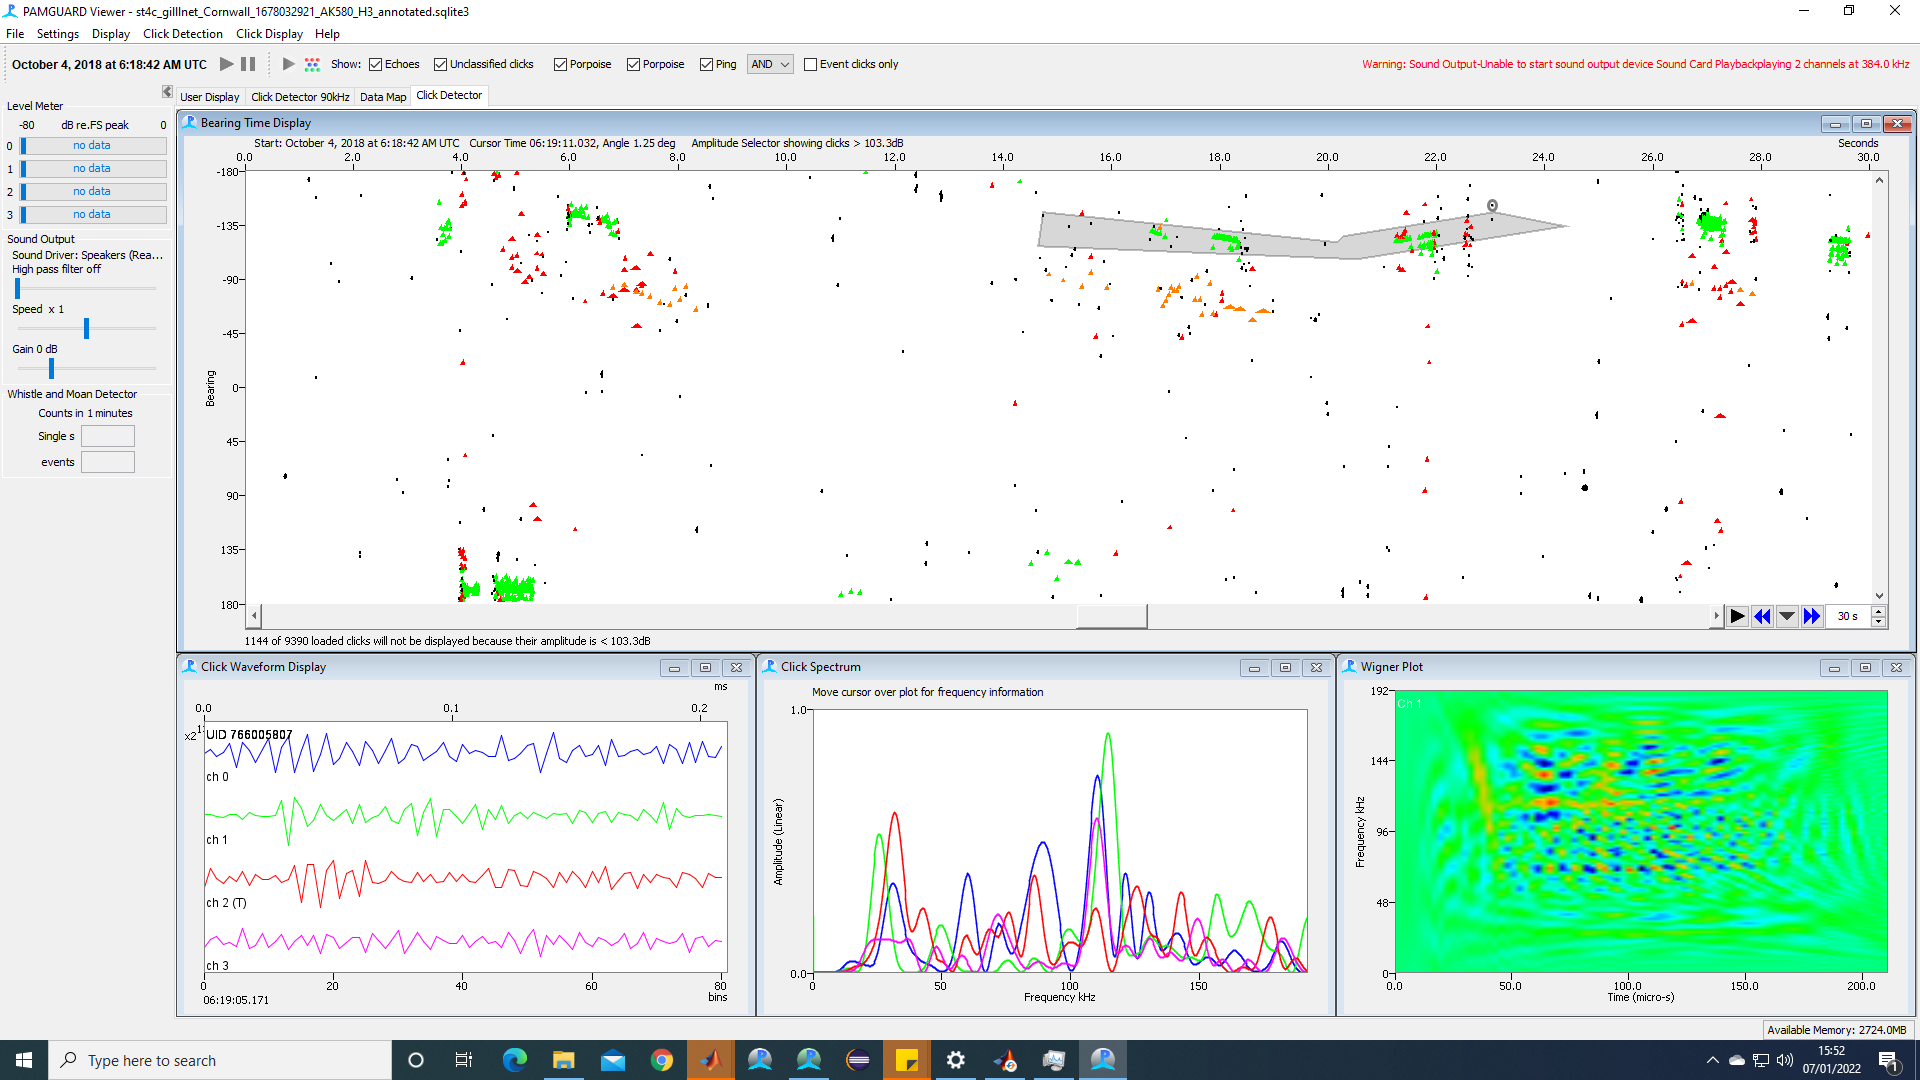 PAMGUARD Viewer - st4c_gilllnet_Cornwall_1678032921_AK580_H3_annotated.sqlite3
File Settings Display Click Detection Click Display Help
October 4, 2018 at 6:18:42 AM UTC Show: Echoes Unclassified clicks Porpoise Porpoise Ping AND Event clicks only Warning: Sound Output-Unable to start sound output device Sound Card Playbackplaying 2 channels at 384.0 kHz
User Display Click Detector 90kHz Data Map Click Detector
Level Meter
-80 dB re.FS peak 0
0 no data
1 no data
2 no data
3 no data
Sound Output
Sound Driver: Speakers (Rea...
High pass filter off
Speed x 1
Gain 0 dB
Whistle and Moan Detector
Counts in 1 minutes
Single s
events
Bearing Time Display
Start: October 4, 2018 at 6:18:42 AM UTC Cursor Time 06:19:11.032, Angle 1.25 deg Amplitude Selector showing clicks > 103.3dB Seconds
0.0 2.0 4.0 6.0 8.0 10.0 12.0 14.0 16.0 18.0 20.0 22.0 24.0 26.0 28.0 30.0
-180
-135
-90
-45
0
45
90
135
180
Bearing
30 s
1144 of 9390 loaded clicks will not be displayed because their amplitude is < 103.3dB
Click Waveform Display
ms
0.0 0.1 0.2
UID 766005807
ch 0
ch 1
ch 2 (T)
ch 3
0 20 40 60 80
06:19:05.171 bins
Click Spectrum
Move cursor over plot for frequency information
1.0
Amplitude (Linear)
0.0
0 50 100 150
Frequency kHz
Wigner Plot
Ch 1
192
144
96
48
0
Frequency kHz
0.0 50.0 100.0 150.0 200.0
Time (micro-s)
Available Memory: 2724.0MB
Type here to search
15:52
07/01/2022
1